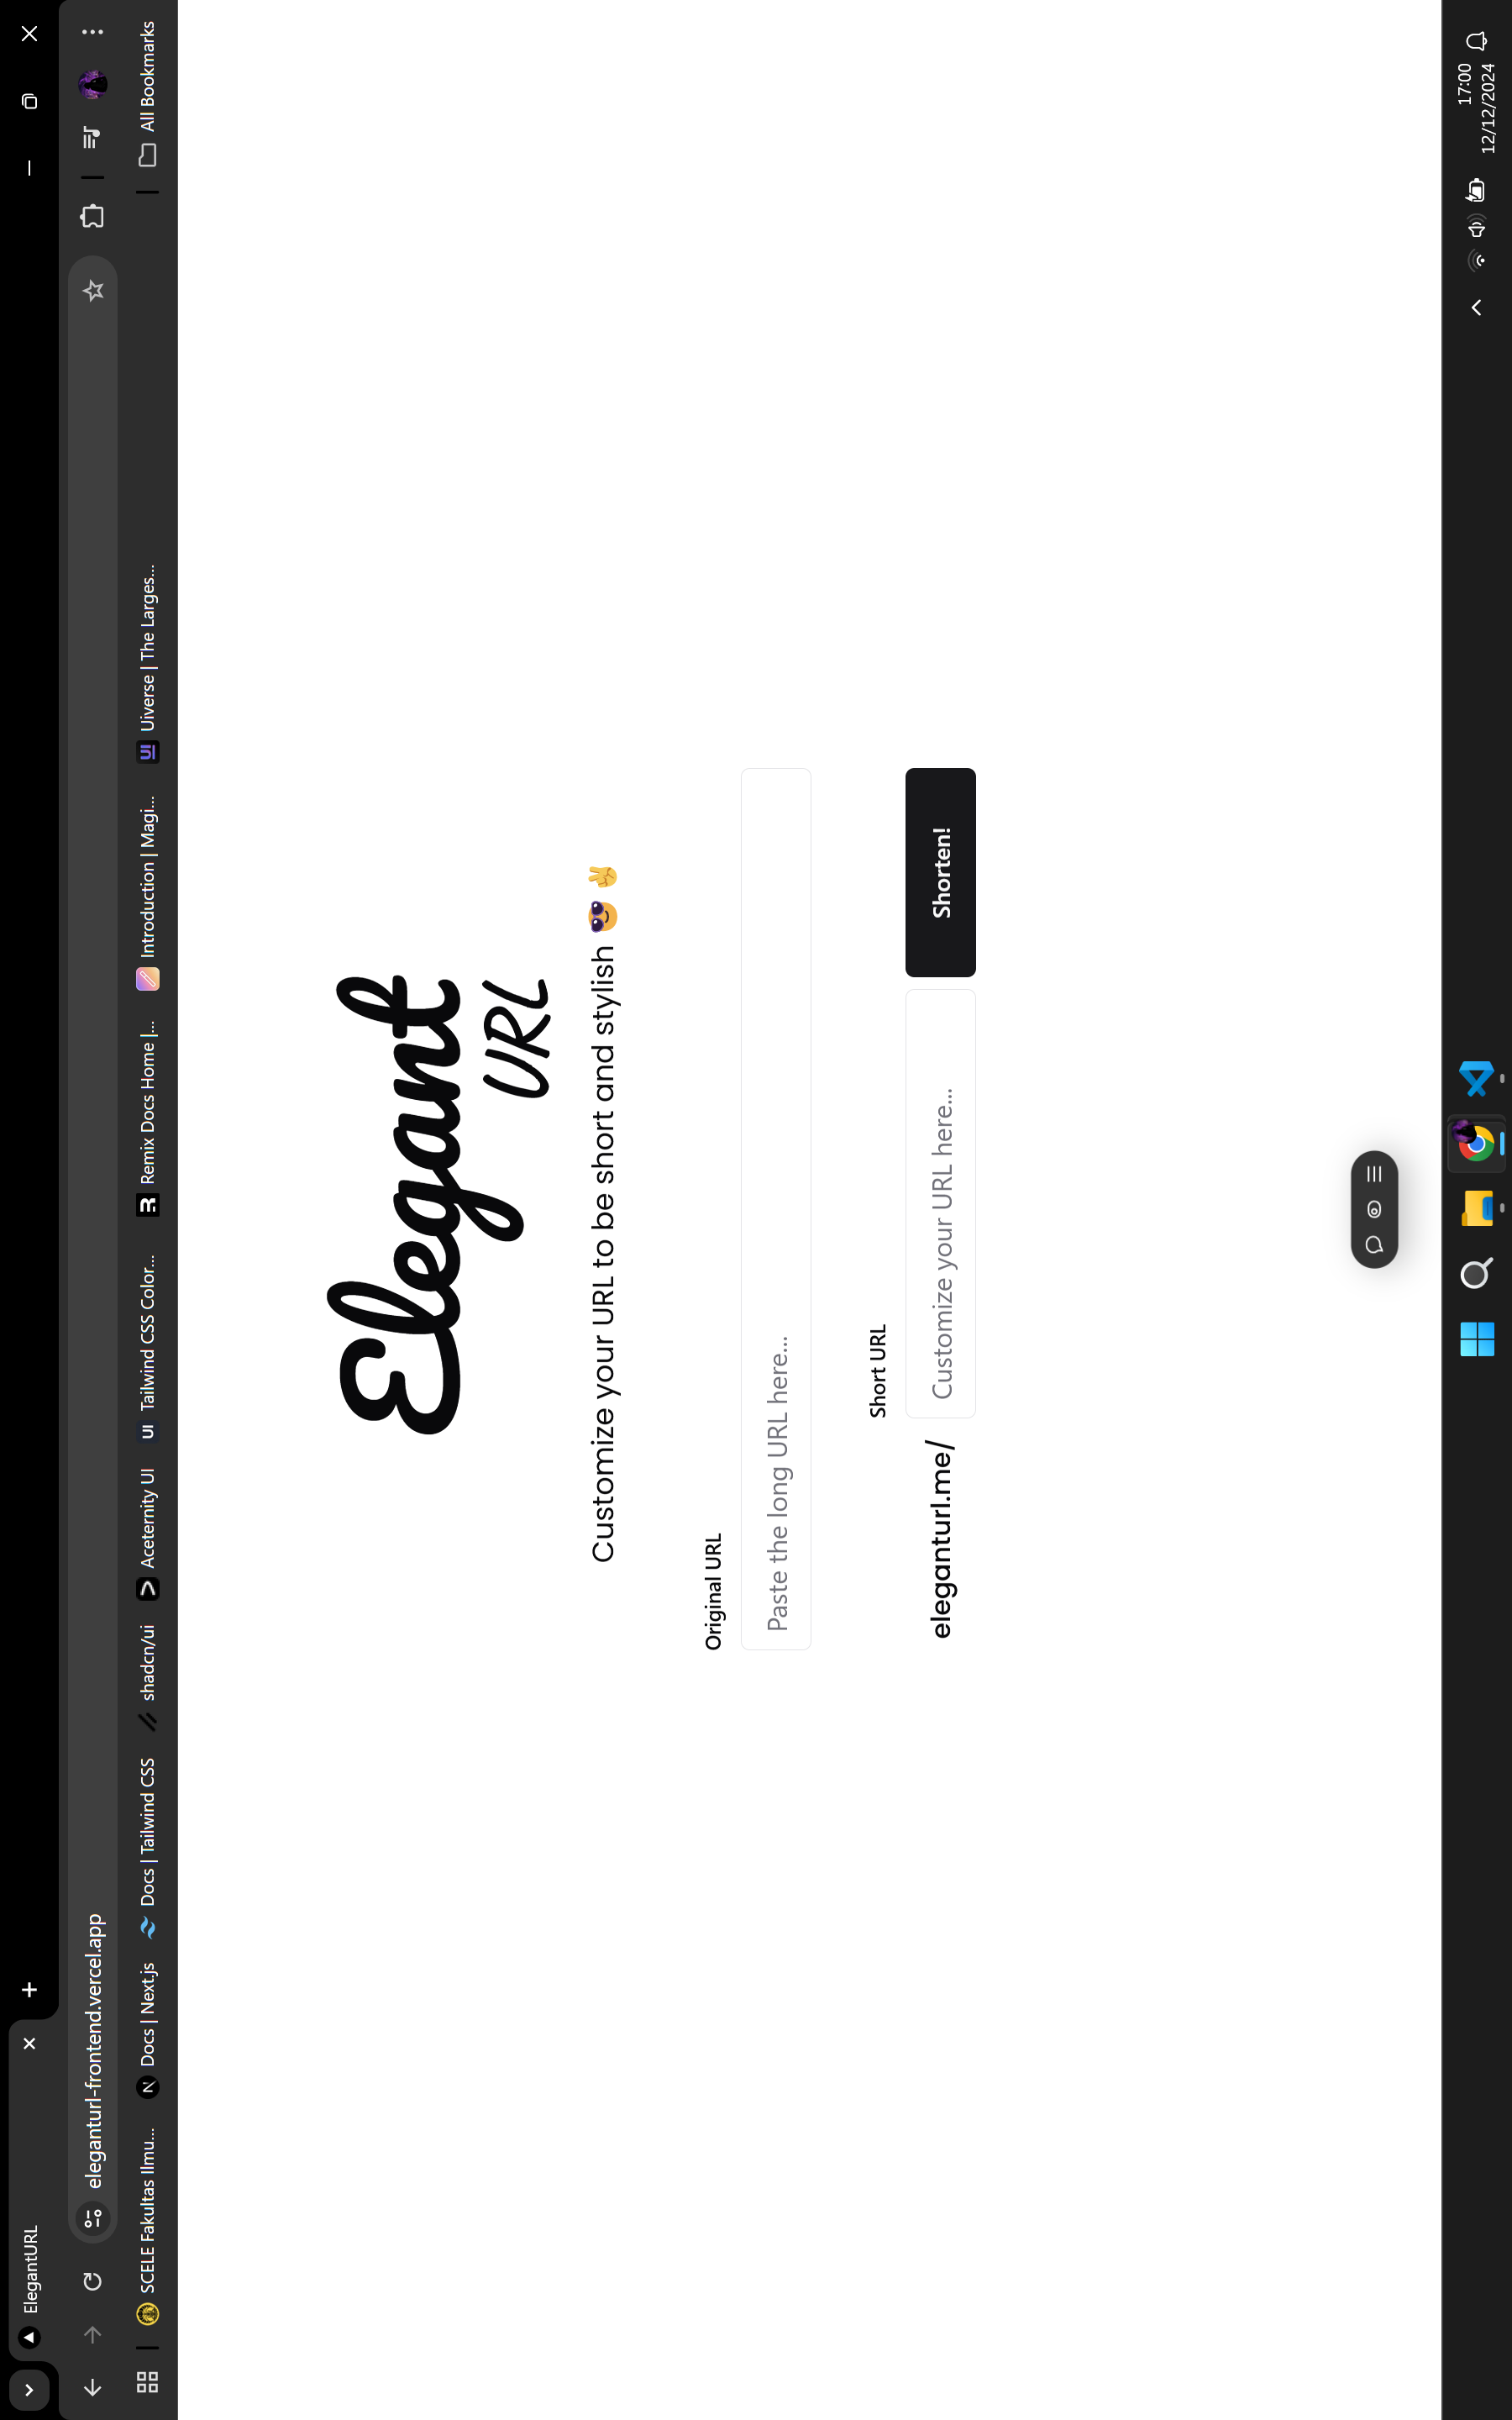 ElegantURL
eleganturl-frontend.vercel.app
SCELE Fakultas Ilmu... Docs | Next.js Docs | Tailwind CSS shadcn/ui Aceternity UI UI Tailwind CSS Color... Remix Docs Home |... Introduction | Magi... UI Uiverse | The Larges... All Bookmarks
Elegant
URL
Customize your URL to be short and stylish 😎 ✌
Original URL
Paste the long URL here...
Short URL
eleganturl.me/ Customize your URL here... Shorten!
17:00
12/12/2024